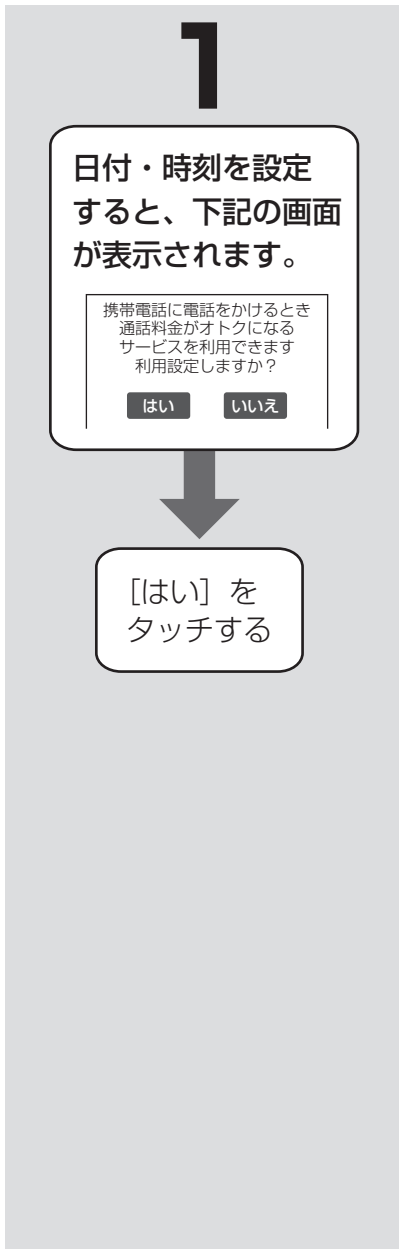 1
日付・時刻を設定
すると、下記の画面
が表示されます。
携帯電話に電話をかけるとき
通話料金がオトクになる
サービスを利用できます
利用設定しますか？
はい いいえ
［はい］を
タッチする